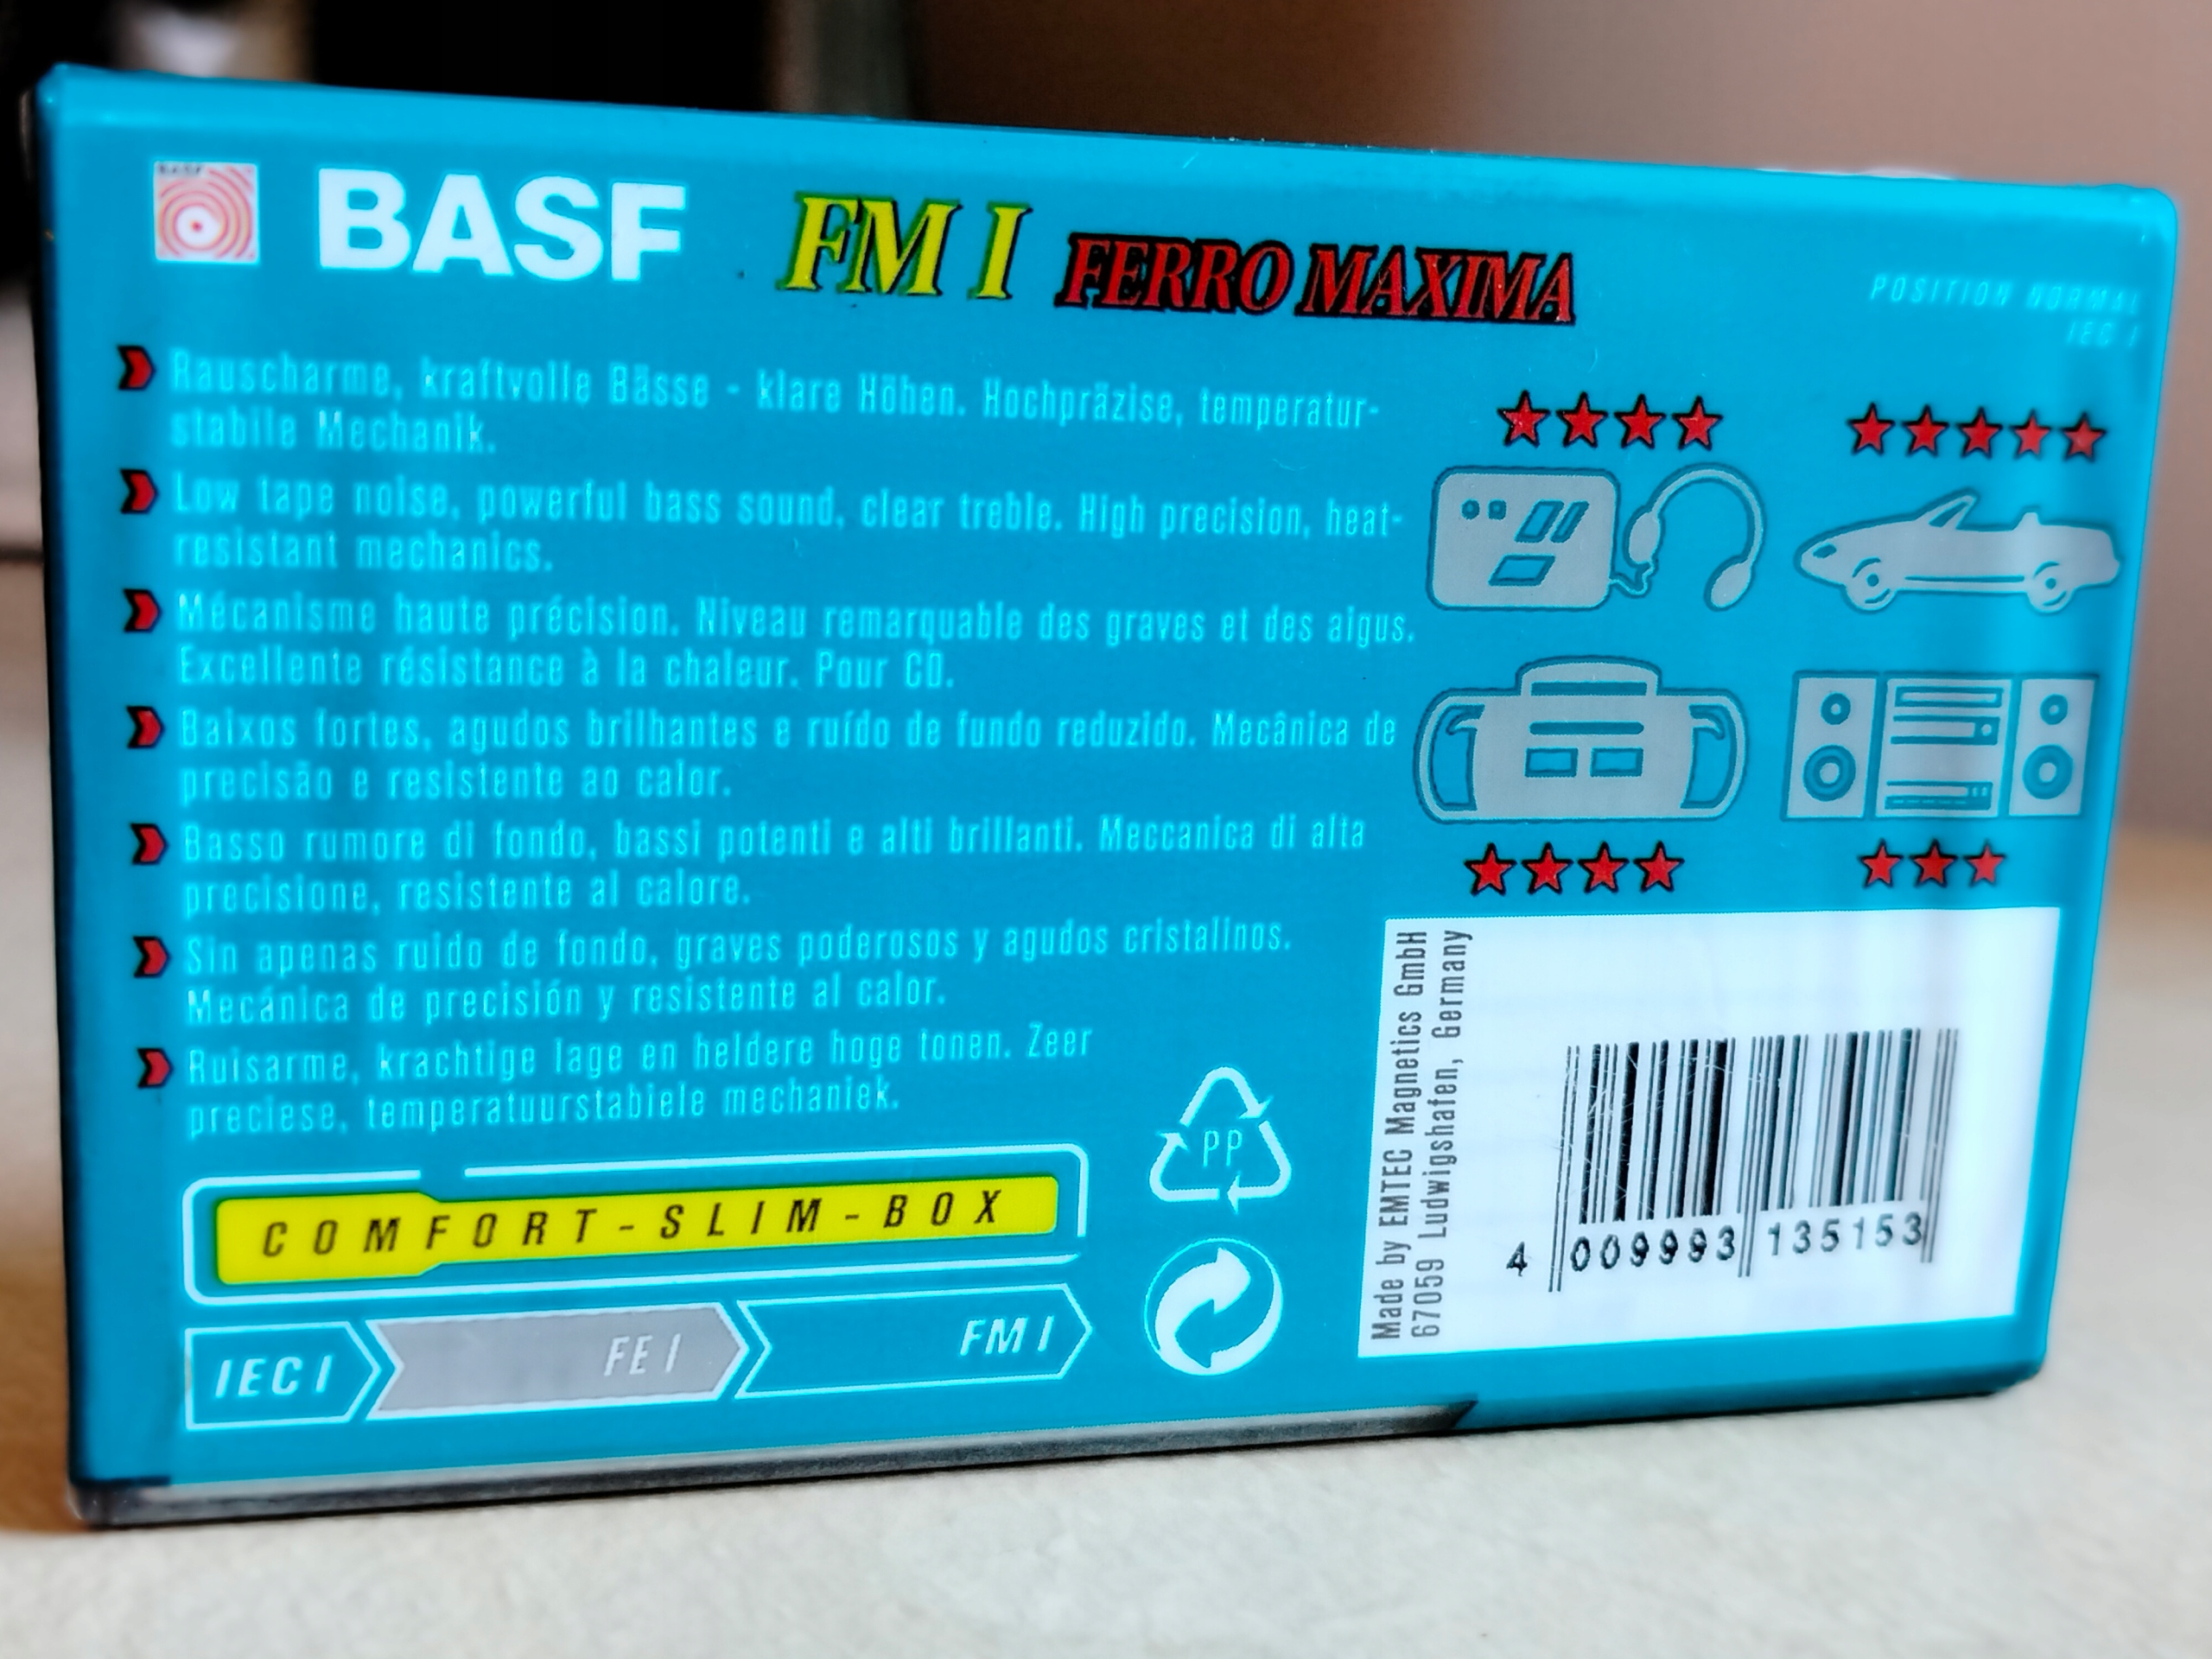 BASF
BASF
FM I FERRO MAXIMA
POSITION NORMAL
IEC I
Rauscharme, kraftvolle Bässe - klare Höhen. Hochpräzise, temperatur-
stabile Mechanik.
Low tape noise, powerful bass sound, clear treble. High precision, heat-
resistant mechanics.
Mécanisme haute précision. Niveau remarquable des graves et des aigus.
Excellente résistance à la chaleur. Pour CD.
Baixos fortes, agudos brilhantes e ruído de fundo reduzido. Mecânica de
precisão e resistente ao calor.
Basso rumore di fondo, bassi potenti e alti brillanti. Meccanica di alta
precisione, resistente al calore.
Sin apenas ruido de fondo, graves poderosos y agudos cristalinos.
Mecánica de precisión y resistente al calor.
Ruisarme, krachtige lage en heldere hoge tonen. Zeer
preciese, temperatuurstabiele mechaniek.
COMFORT-SLIM-BOX
IEC I FE I FM I
PP
Made by EMTEC Magnetics GmbH
67059 Ludwigshafen, Germany
4 009993 135153